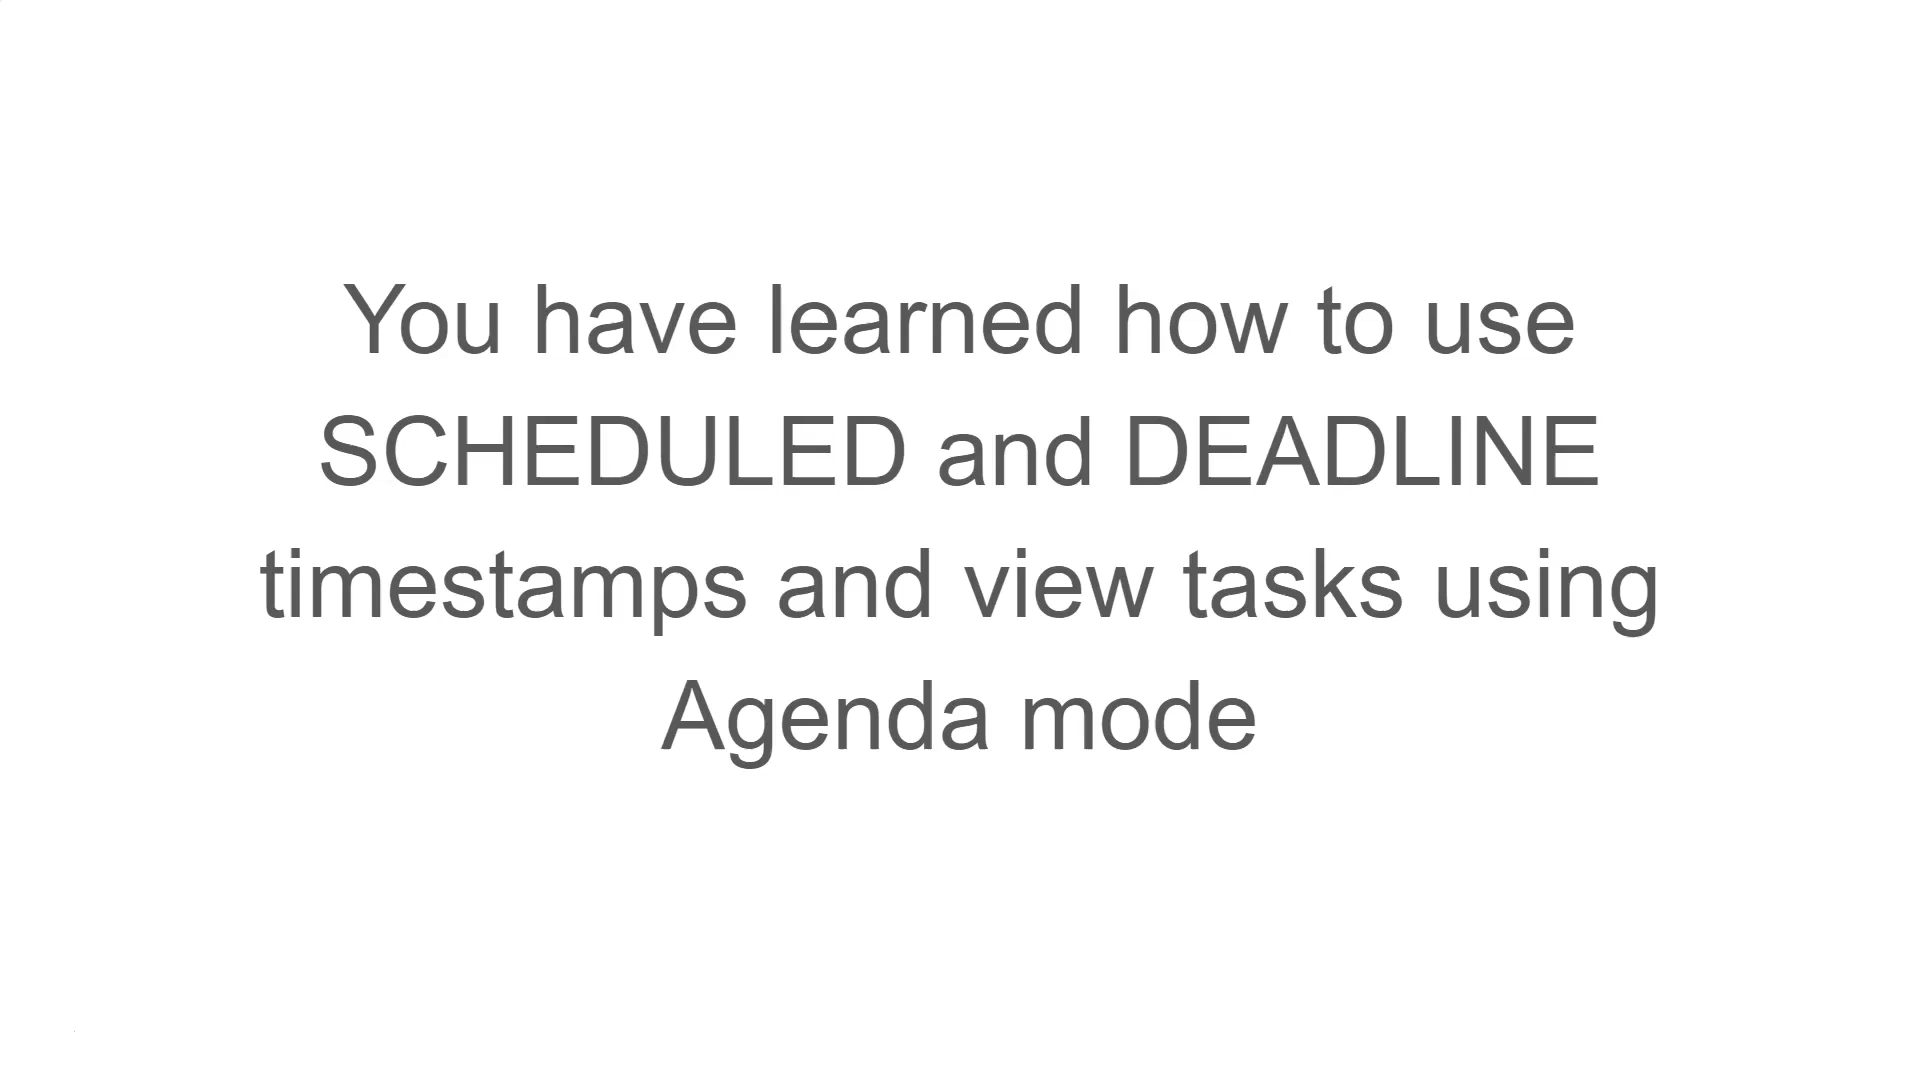 You have learned how to use
SCHEDULED and DEADLINE
timestamps and view tasks using
Agenda mode